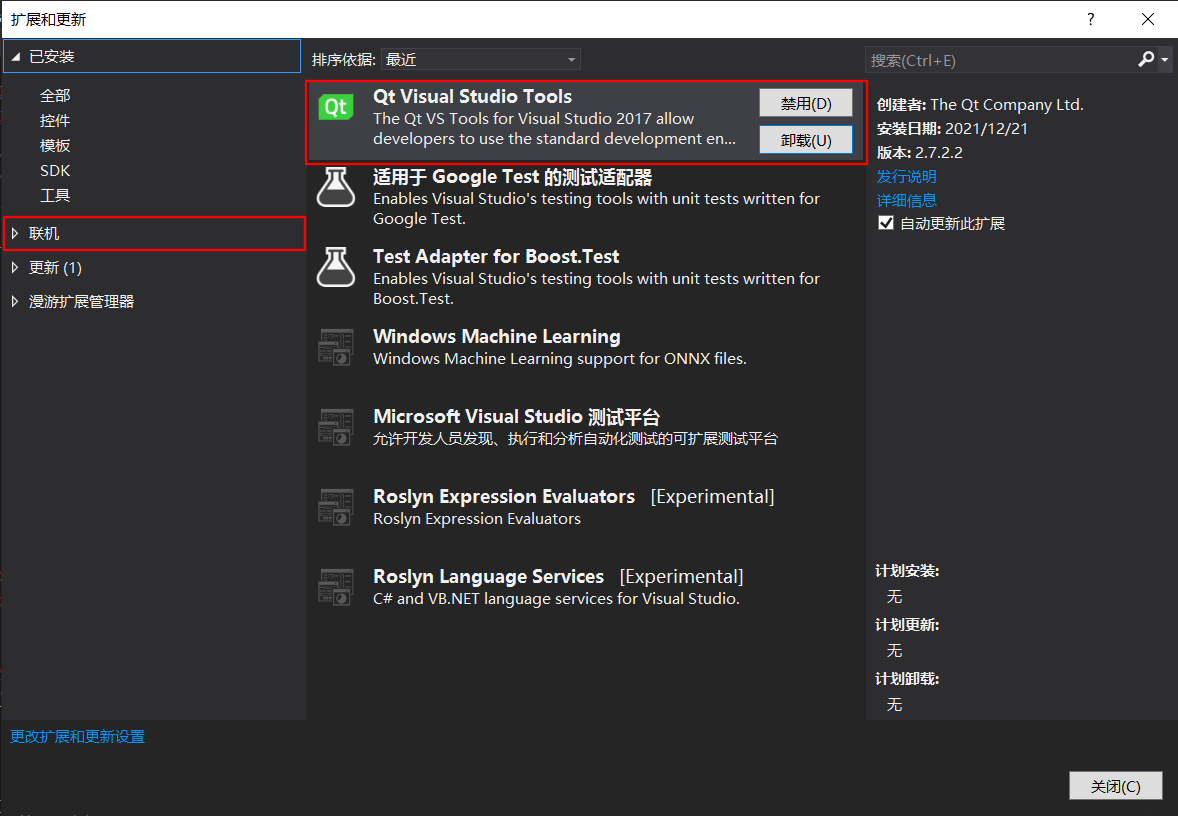 扩展和更新
?
已安装
全部
控件
模板
SDK
工具
联机
更新 (1)
漫游扩展管理器
更改扩展和更新设置
排序依据: 最近
Qt
Qt Visual Studio Tools
The Qt VS Tools for Visual Studio 2017 allow
developers to use the standard development en...
禁用(D)
卸载(U)
适用于 Google Test 的测试适配器
Enables Visual Studio's testing tools with unit tests written for
Google Test.
Test Adapter for Boost.Test
Enables Visual Studio's testing tools with unit tests written for
Boost.Test.
Windows Machine Learning
Windows Machine Learning support for ONNX files.
Microsoft Visual Studio 测试平台
允许开发人员发现、执行和分析自动化测试的可扩展测试平台
Roslyn Expression Evaluators [Experimental]
Roslyn Expression Evaluators
Roslyn Language Services [Experimental]
C# and VB.NET language services for Visual Studio.
搜索(Ctrl+E)
创建者: The Qt Company Ltd.
安装日期: 2021/12/21
版本: 2.7.2.2
发行说明
详细信息
自动更新此扩展
计划安装:
无
计划更新:
无
计划卸载:
无
关闭(C)